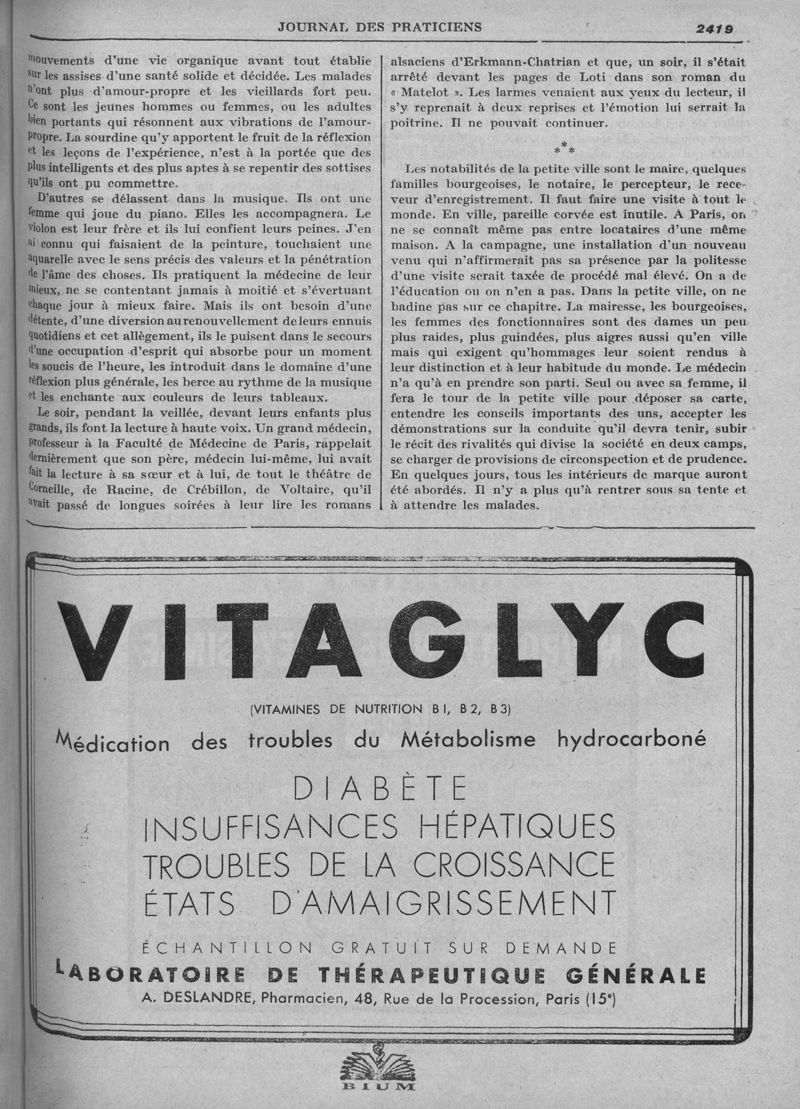 JOURNAL DES PRATICIENS 2419
mouvements d'une vie organique avant tout établie
sur les assises d'une santé solide et décidée. Les malades
n'ont plus d'amour-propre et les vieillards fort peu.
Ce sont les jeunes hommes ou femmes, ou les adultes
bien portants qui résonnent aux vibrations de l'amour-
propre. La sourdine qu'y apportent le fruit de la réflexion
et les leçons de l'expérience, n'est à la portée que des
plus intelligents et des plus aptes à se repentir des sottises
qu'ils ont pu commettre.
D'autres se délassent dans la musique. Ils ont une
femme qui joue du piano. Elles les accompagnera. Le
violon est leur frère et ils lui confient leurs peines. J'en
ai connu qui faisaient de la peinture, touchaient une
aquarelle avec le sens précis des valeurs et la pénétration
de l'âme des choses. Ils pratiquent la médecine de leur
mieux, ne se contentant jamais à moitié et s'évertuant
chaque jour à mieux faire. Mais ils ont besoin d'une
détente, d'une diversion au renouvellement de leurs ennuis
quotidiens et cet allègement, ils le puisent dans le secours
d'une occupation d'esprit qui absorbe pour un moment
les soucis de l'heure, les introduit dans le domaine d'une
réflexion plus générale, les berce au rythme de la musique
et les enchante aux couleurs de leurs tableaux.
Le soir, pendant la veillée, devant leurs enfants plus
grands, ils font la lecture à haute voix. Un grand médecin,
professeur à la Faculté de Médecine de Paris, rappelait
dernièrement que son père, médecin lui-même, lui avait
fait la lecture à sa sœur et à lui, de tout le théâtre de
Corneille, de Racine, de Crébillon, de Voltaire, qu'il
avait passé de longues soirées à leur lire les romans
alsaciens d'Erkmann-Chatrian et que, un soir, il s'était
arrêté devant les pages de Loti dans son roman du
« Matelot ». Les larmes venaient aux yeux du lecteur, il
s'y reprenait à deux reprises et l'émotion lui serrait la
poitrine. Il ne pouvait continuer.
***
Les notabilités de la petite ville sont le maire, quelques
familles bourgeoises, le notaire, le percepteur, le rece-
veur d'enregistrement. Il faut faire une visite à tout le
monde. En ville, pareille corvée est inutile. A Paris, on
ne se connaît même pas entre locataires d'une même
maison. A la campagne, une installation d'un nouveau
venu qui n'affirmerait pas sa présence par la politesse
d'une visite serait taxée de procédé mal élevé. On a de
l'éducation ou on n'en a pas. Dans la petite ville, on ne
badine pas sur ce chapitre. La mairesse, les bourgeoises,
les femmes des fonctionnaires sont des dames un peu
plus raides, plus guindées, plus aigres aussi qu'en ville
mais qui exigent qu'hommages leur soient rendus à
leur distinction et à leur habitude du monde. Le médecin
n'a qu'à en prendre son parti. Seul ou avec sa femme, il
fera le tour de la petite ville pour déposer sa carte,
entendre les conseils importants des uns, accepter les
démonstrations sur la conduite qu'il devra tenir, subir
le récit des rivalités qui divise la société en deux camps,
se charger de provisions de circonspection et de prudence.
En quelques jours, tous les intérieurs de marque auront
été abordés. Il n'y a plus qu'à rentrer sous sa tente et
à attendre les malades.
VITAGLYC
(VITAMINES DE NUTRITION B1, B2, B3)
Médication des troubles du Métabolisme hydrocarboné
DIABÈTE
INSUFFISANCES HÉPATIQUES
TROUBLES DE LA CROISSANCE
ÉTATS D'AMAIGRISSEMENT
ÉCHANTILLON GRATUIT SUR DEMANDE
LABORATOIRE DE THÉRAPEUTIQUE GÉNÉRALE
A. DESLANDRE, Pharmacien, 48, Rue de la Procession, Paris (15e)
BIUM